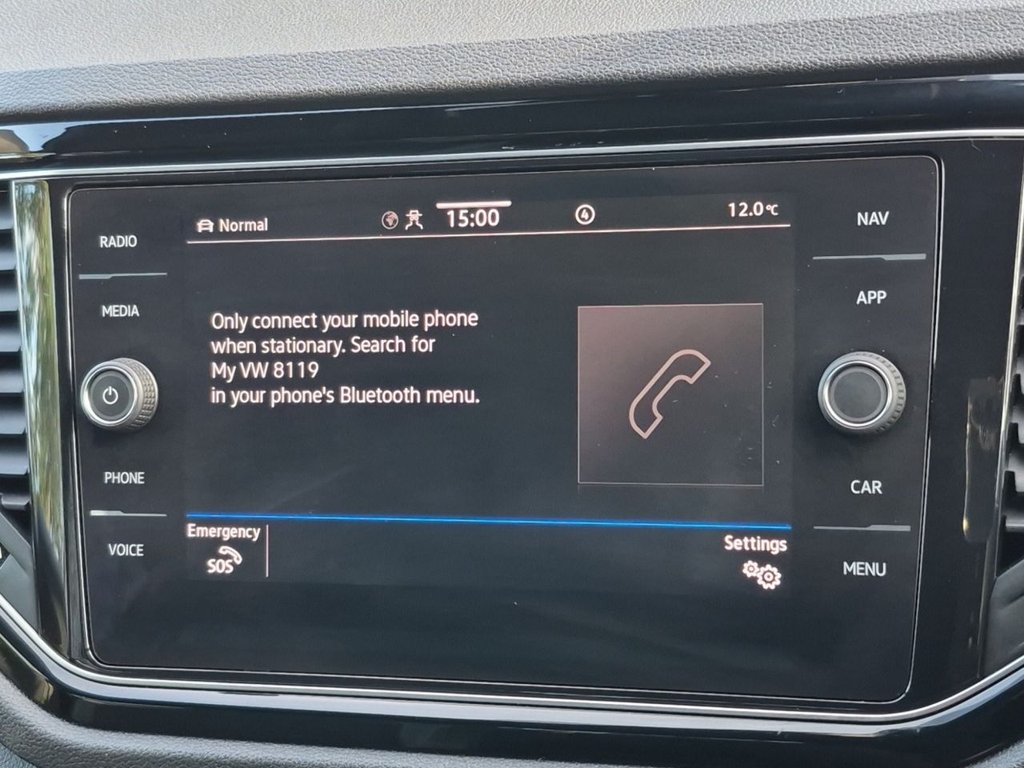 RADIO
MEDIA
PHONE
VOICE
Normal
15:00
4
12.0°C
Only connect your mobile phone
when stationary. Search for
My VW 8119
in your phone's Bluetooth menu.
Emergency
SOS
Settings
NAV
APP
CAR
MENU